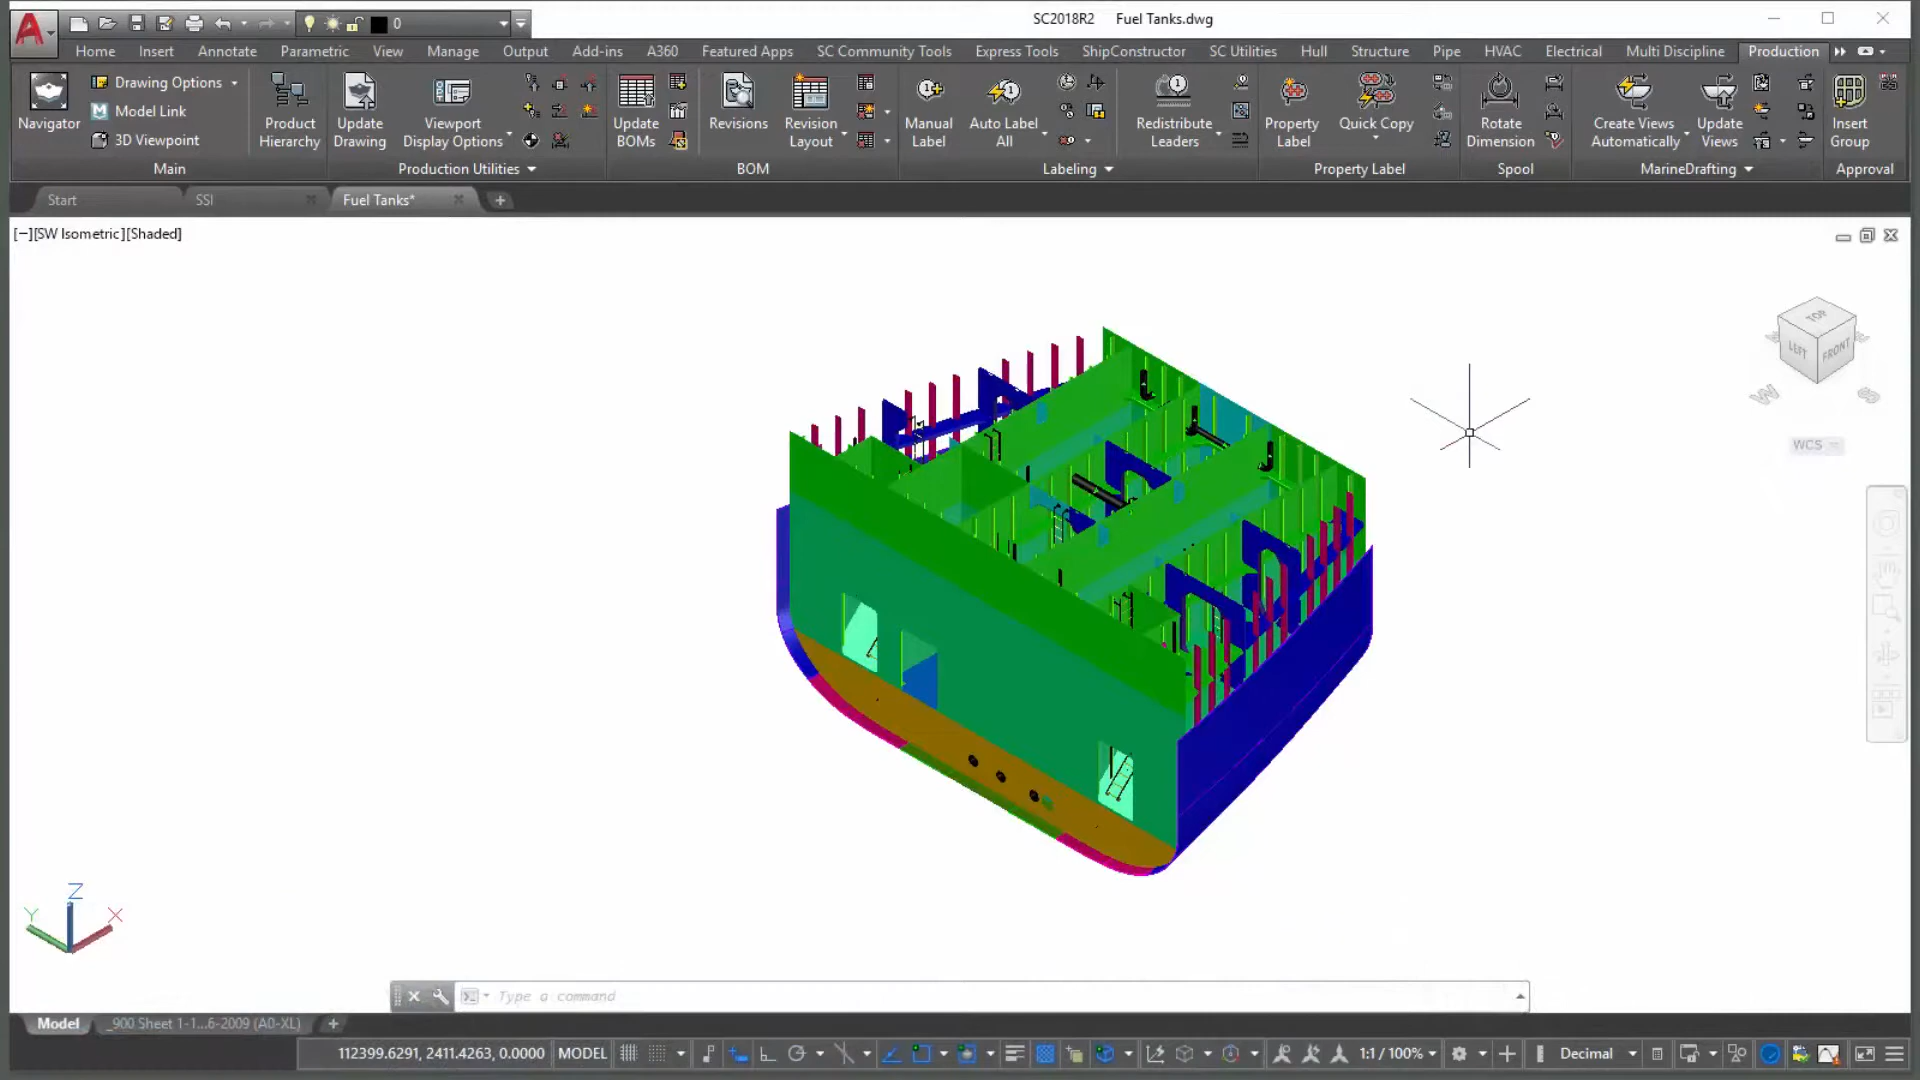 SC2018R2 Fuel Tanks.dwg
0
Home Insert Annotate Parametric View Manage Output Add-ins A360 Featured Apps SC Community Tools Express Tools ShipConstructor SC Utilities Hull Structure Pipe HVAC Electrical Multi Discipline Production
Navigator
Drawing Options
Model Link
3D Viewpoint
Product Hierarchy
Update Drawing
Viewport Display Options
Update BOMs
Revisions
Revision Layout
Manual Label
Auto Label All
Redistribute Leaders
Property Label
Quick Copy
Rotate Dimension
Create Views Automatically
Update Views
Insert Group
Main Production Utilities BOM Labeling Property Label Spool MarineDrafting Approval
Start SSI Fuel Tanks*
[−][SW Isometric][Shaded]
TOP
LEFT FRONT
W S
WCS
Z
Y X
Type a command
Model _900 Sheet 1-1...6-2009 (A0-XL)
112399.6291, 2411.4263, 0.0000 MODEL 1:1 / 100% Decimal